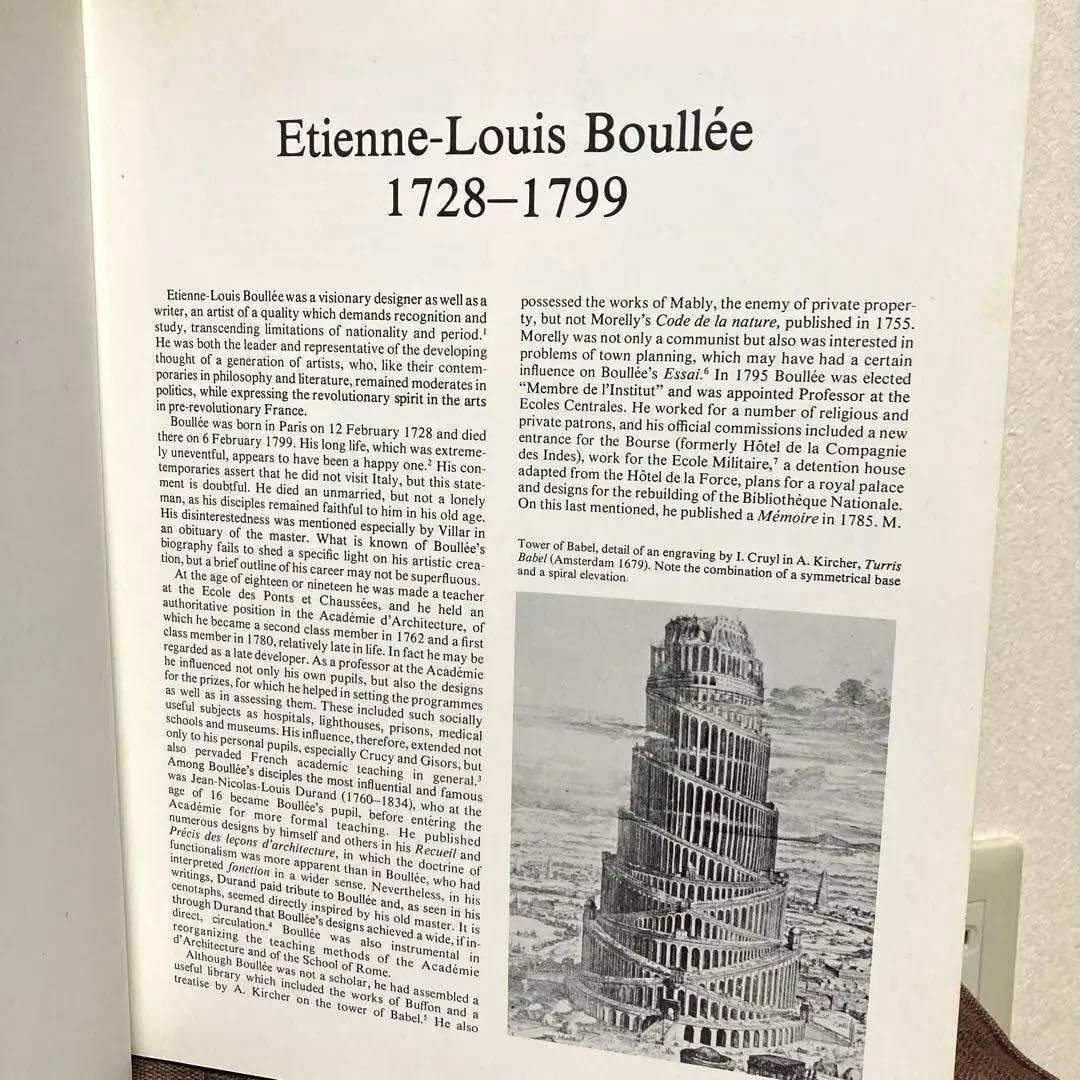 Etienne-Louis Boullée
1728–1799
Etienne-Louis Boullée was a visionary designer as well as a
writer, an artist of a quality which demands recognition and
study, transcending limitations of nationality and period.¹
He was both the leader and representative of the developing
thought of a generation of artists, who, like their contem-
poraries in philosophy and literature, remained moderates in
politics, while expressing the revolutionary spirit in the arts
in pre-revolutionary France.
Boullée was born in Paris on 12 February 1728 and died
there on 6 February 1799. His long life, which was extreme-
ly uneventful, appears to have been a happy one.² His con-
temporaries assert that he did not visit Italy, but this state-
ment is doubtful. He died an unmarried, but not a lonely
man, as his disciples remained faithful to him in his old age.
His disinterestedness was mentioned especially by Villar in
an obituary of the master. What is known of Boullée's
biography fails to shed a specific light on his artistic crea-
tion, but a brief outline of his career may not be superfluous.
At the age of eighteen or nineteen he was made a teacher
at the Ecole des Ponts et Chaussées, and he held an
authoritative position in the Académie d'Architecture, of
which he became a second class member in 1762 and a first
class member in 1780, relatively late in life. In fact he may be
regarded as a late developer. As a professor at the Académie
he influenced not only his own pupils, but also the designs
for the prizes, for which he helped in setting the programmes
as well as in assessing them. These included such socially
useful subjects as hospitals, lighthouses, prisons, medical
schools and museums. His influence, therefore, extended not
only to his personal pupils, especially Crucy and Gisors, but
also pervaded French academic teaching in general.³
Among Boullée's disciples the most influential and famous
was Jean-Nicolas-Louis Durand (1760–1834), who at the
age of 16 became Boullée's pupil, before entering the
Académie for more formal teaching. He published
numerous designs by himself and others in his Recueil and
Précis des leçons d'architecture, in which the doctrine of
functionalism was more apparent than in Boullée, who had
interpreted fonction in a wider sense. Nevertheless, in his
writings, Durand paid tribute to Boullée and, as seen in his
cenotaphs, seemed directly inspired by his old master. It is
through Durand that Boullée's designs achieved a wide, if in-
direct, circulation.⁴ Boullée was also instrumental in
reorganizing the teaching methods of the Académie
d'Architecture and of the School of Rome.
Although Boullée was not a scholar, he had assembled a
useful library which included the works of Buffon and a
treatise by A. Kircher on the tower of Babel.⁵ He also
possessed the works of Mably, the enemy of private proper-
ty, but not Morelly's Code de la nature, published in 1755.
Morelly was not only a communist but also was interested in
problems of town planning, which may have had a certain
influence on Boullée's Essai.⁶ In 1795 Boullée was elected
“Membre de l'Institut” and was appointed Professor at the
Ecoles Centrales. He worked for a number of religious and
private patrons, and his official commissions included a new
entrance for the Bourse (formerly Hôtel de la Compagnie
des Indes), work for the Ecole Militaire,⁷ a detention house
adapted from the Hôtel de la Force, plans for a royal palace
and designs for the rebuilding of the Bibliothèque Nationale.
On this last mentioned, he published a Mémoire in 1785. M.
Tower of Babel, detail of an engraving by I. Cruyl in A. Kircher, Turris
Babel (Amsterdam 1679). Note the combination of a symmetrical base
and a spiral elevation.